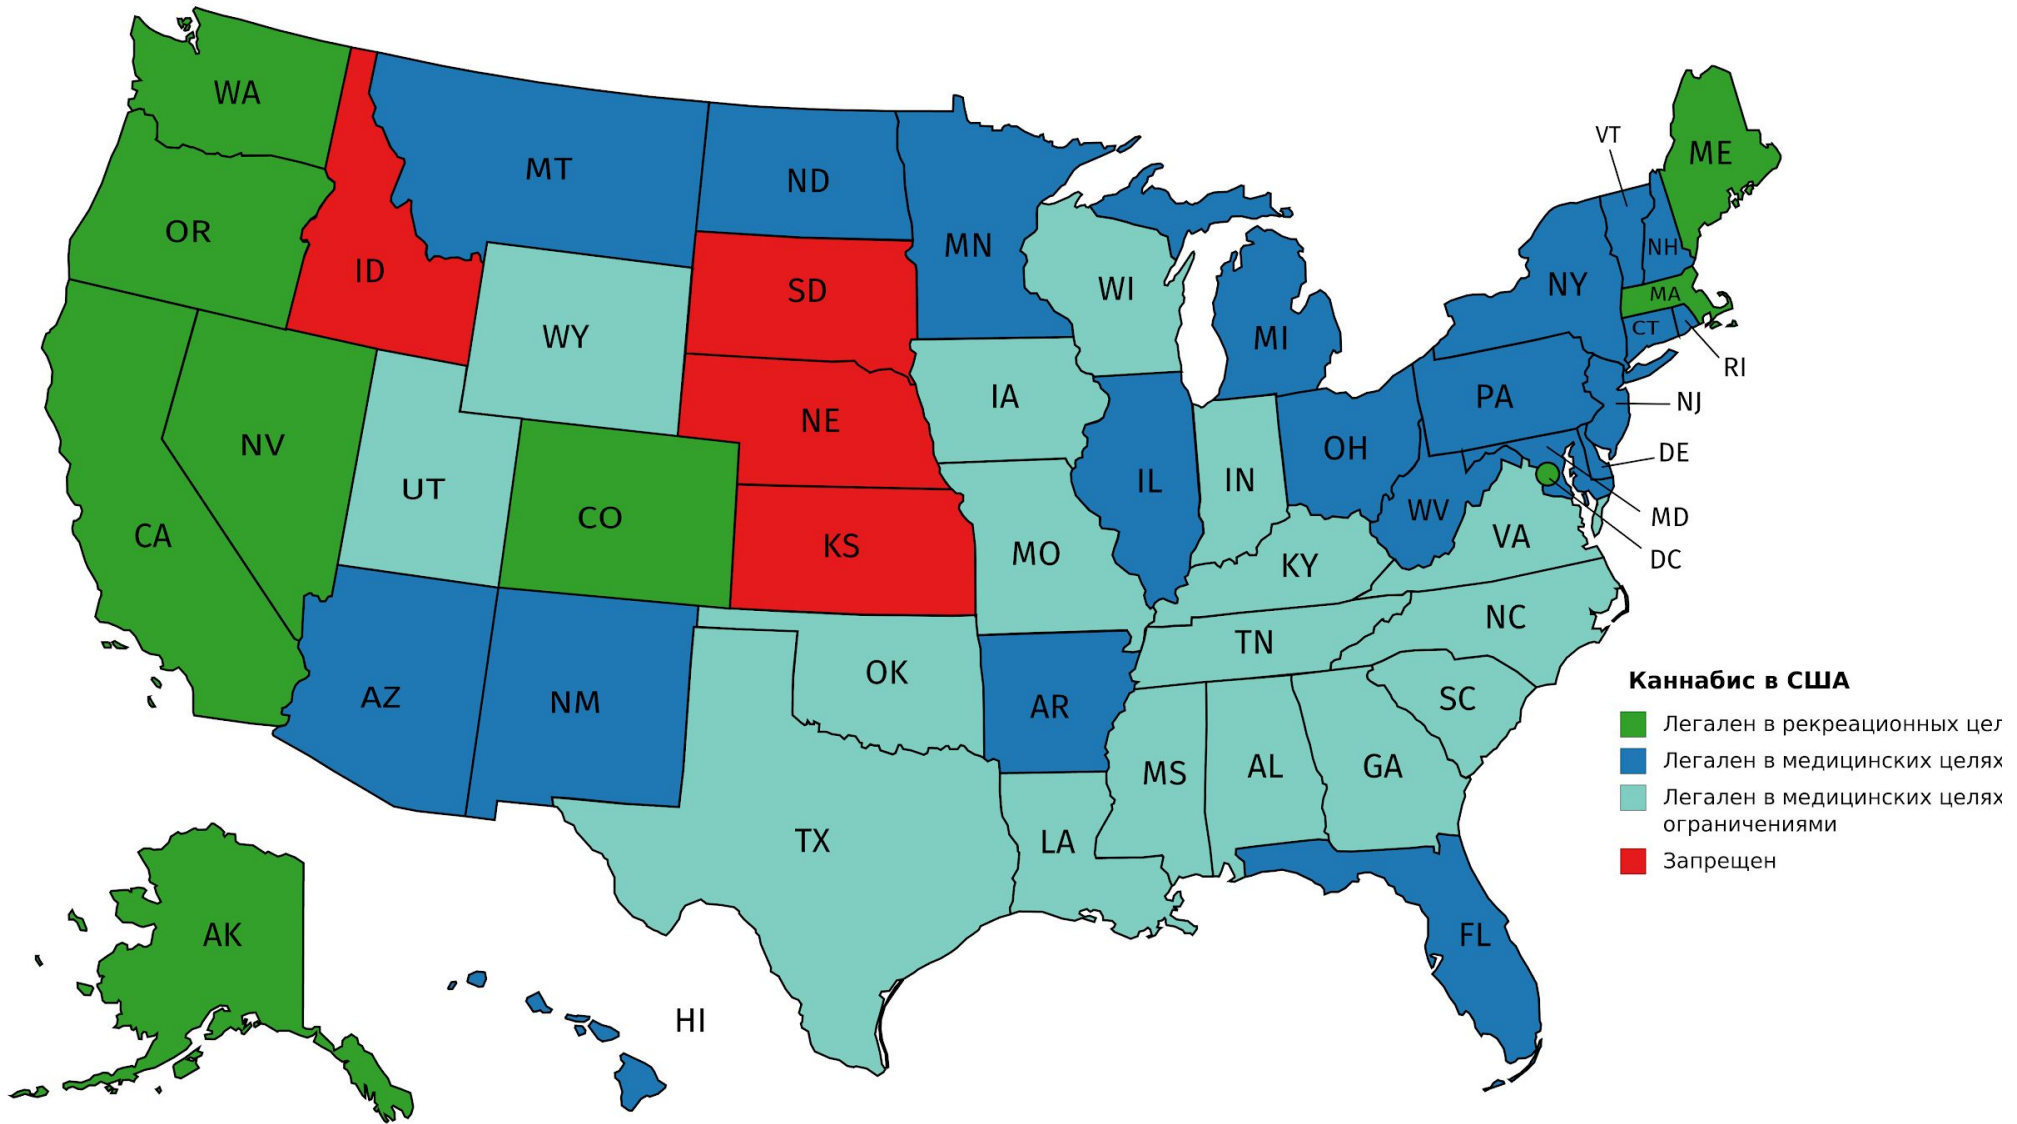 WA
MT
ND
MN
VT
ME
OR
ID
SD
WI
MI
NY
NH
MA
CT
RI
WY
NE
IA
PA
NJ
NV
UT
CO
KS
MO
IL
IN
OH
WV
DE
MD
DC
CA
KY
VA
AZ
NM
OK
AR
TN
NC
SC
TX
LA
MS
AL
GA
FL
AK
HI
Каннабис в США
Легален в рекреационных цел
Легален в медицинских целях
Легален в медицинских целях
ограничениями
Запрещен